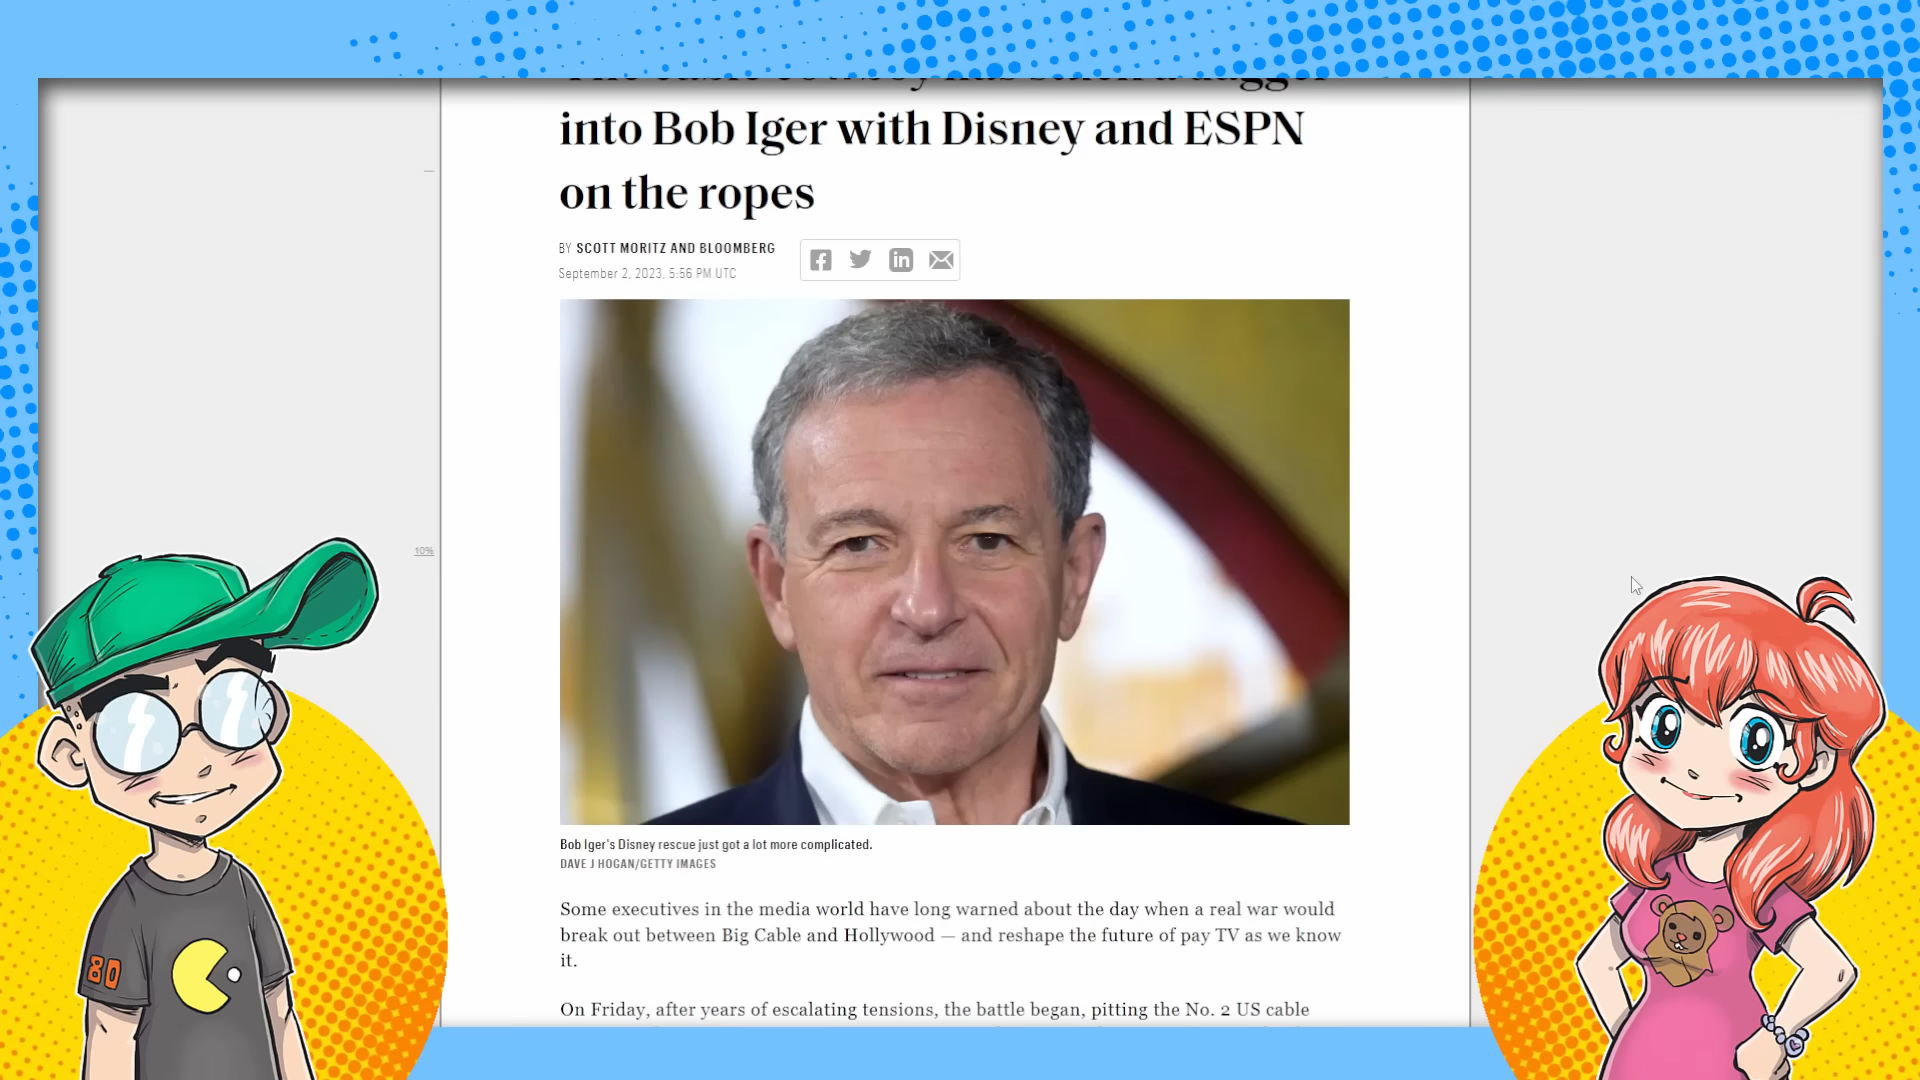 into Bob Iger with Disney and ESPN
on the ropes
BY SCOTT MORITZ AND BLOOMBERG
September 2, 2023, 5:56 PM UTC
10%
Bob Iger's Disney rescue just got a lot more complicated.
DAVE J HOGAN/GETTY IMAGES
Some executives in the media world have long warned about the day when a real war would
break out between Big Cable and Hollywood — and reshape the future of pay TV as we know
it.
On Friday, after years of escalating tensions, the battle began, pitting the No. 2 US cable
80